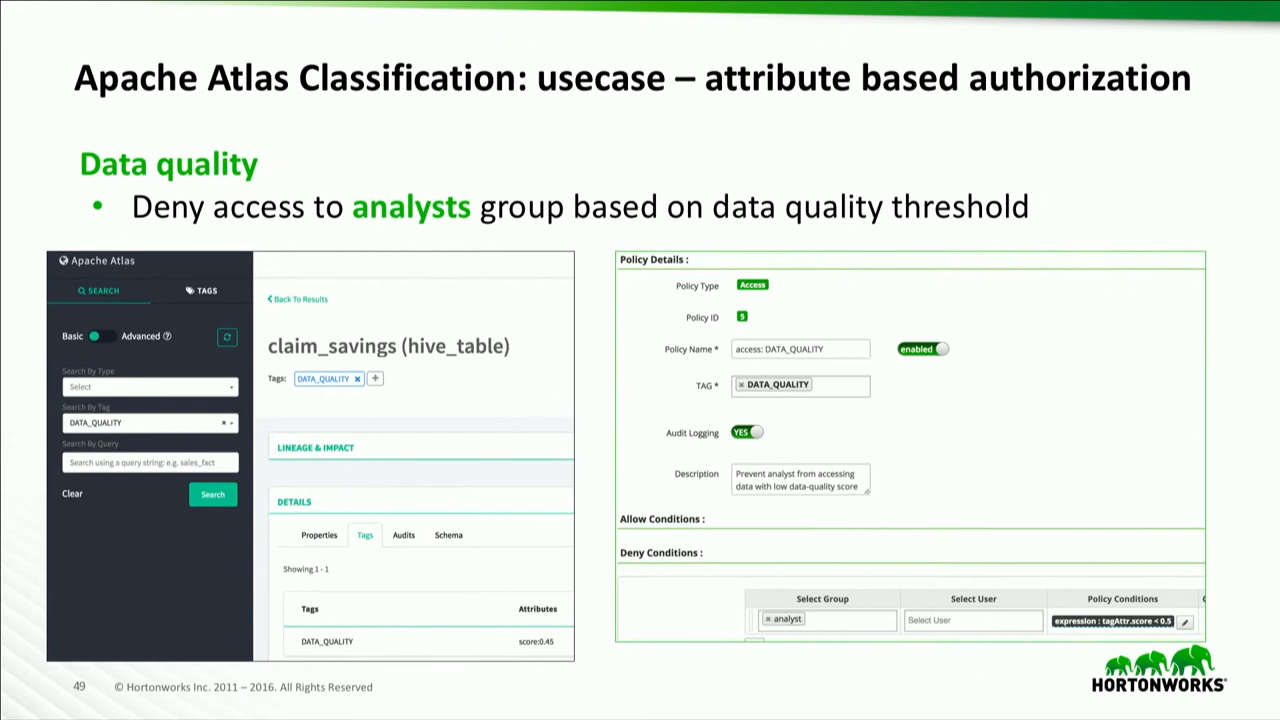 Apache Atlas Classification: usecase – attribute based authorization
Data quality
• Deny access to analysts group based on data quality threshold
Apache Atlas
SEARCH
TAGS
Basic
Advanced
Search By Type
Select
Search By Tag
DATA_QUALITY
Search By Query
Search using a query string: e.g. sales_fact
Clear
Search
Back To Results
claim_savings (hive_table)
Tags: DATA_QUALITY × +
LINEAGE & IMPACT
DETAILS
Properties Tags Audits Schema
Showing 1 - 1
Tags Attributes
DATA_QUALITY score:0.45
Policy Details :
Policy Type Access
Policy ID 5
Policy Name * access: DATA_QUALITY enabled
TAG * × DATA_QUALITY
Audit Logging YES
Description Prevent analyst from accessing
data with low data-quality score
Allow Conditions :
Deny Conditions :
Select Group Select User Policy Conditions
× analyst Select User expression : tagAttr.score < 0.5
49 © Hortonworks Inc. 2011 – 2016. All Rights Reserved
HORTONWORKS